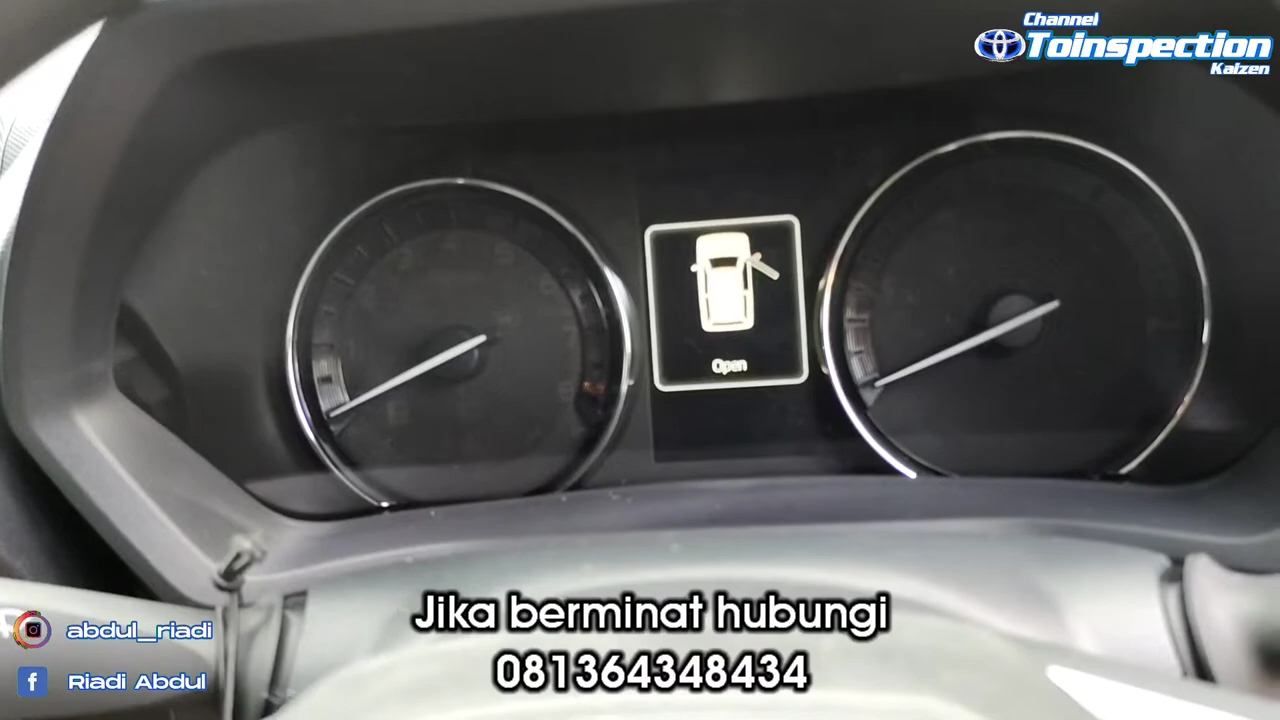 Channel
Toinspection
Kaizen
Open
Jika berminat hubungi
081364348434
abdul_riadi
Riadi Abdul